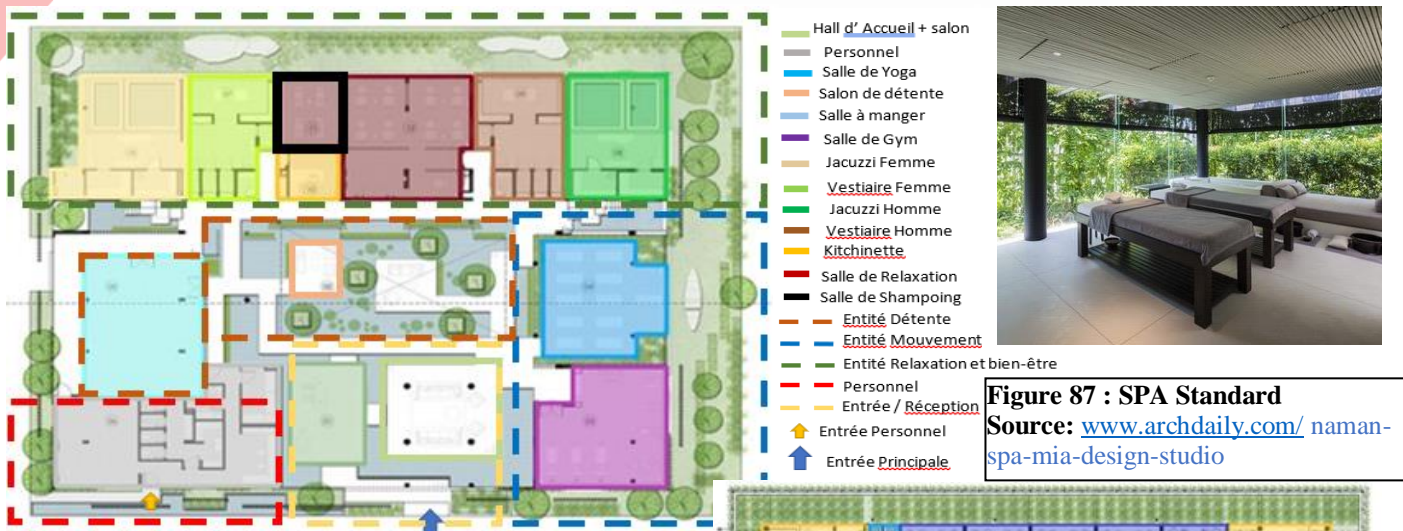 Hall d' Accueil + salon
Personnel
Salle de Yoga
Salon de détente
Salle à manger
Salle de Gym
Jacuzzi Femme
Vestiaire Femme
Jacuzzi Homme
Vestiaire Homme
Kitchinette
Salle de Relaxation
Salle de Shampoing
Entité Détente
Entité Mouvement
Entité Relaxation et bien-être
Personnel
Entrée / Réception
Entrée Personnel
Entrée Principale
Figure 87 : SPA Standard
Source: www.archdaily.com/ naman-
spa-mia-design-studio